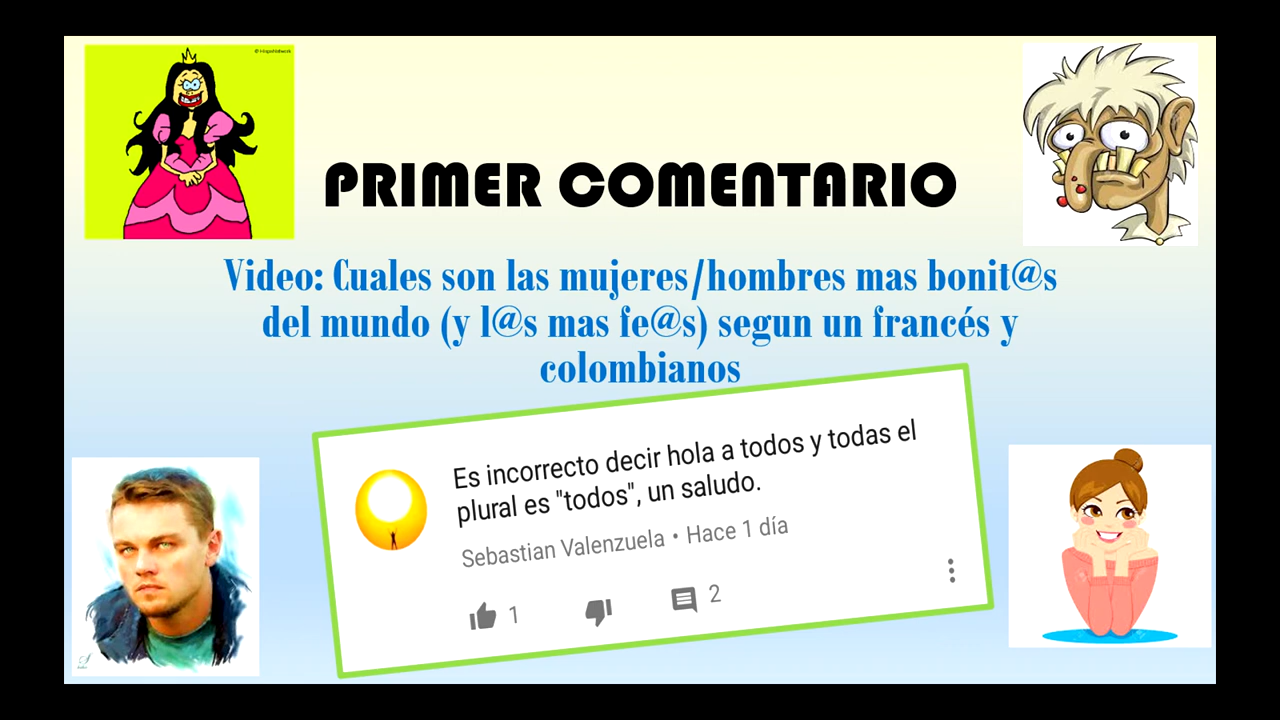 PRIMER COMENTARIO
Video: Cuales son las mujeres/hombres mas bonit@s
del mundo (y l@s mas fe@s) segun un francés y
colombianos
Es incorrecto decir hola a todos y todas el
plural es "todos", un saludo.
Sebastian Valenzuela • Hace 1 día
1
2